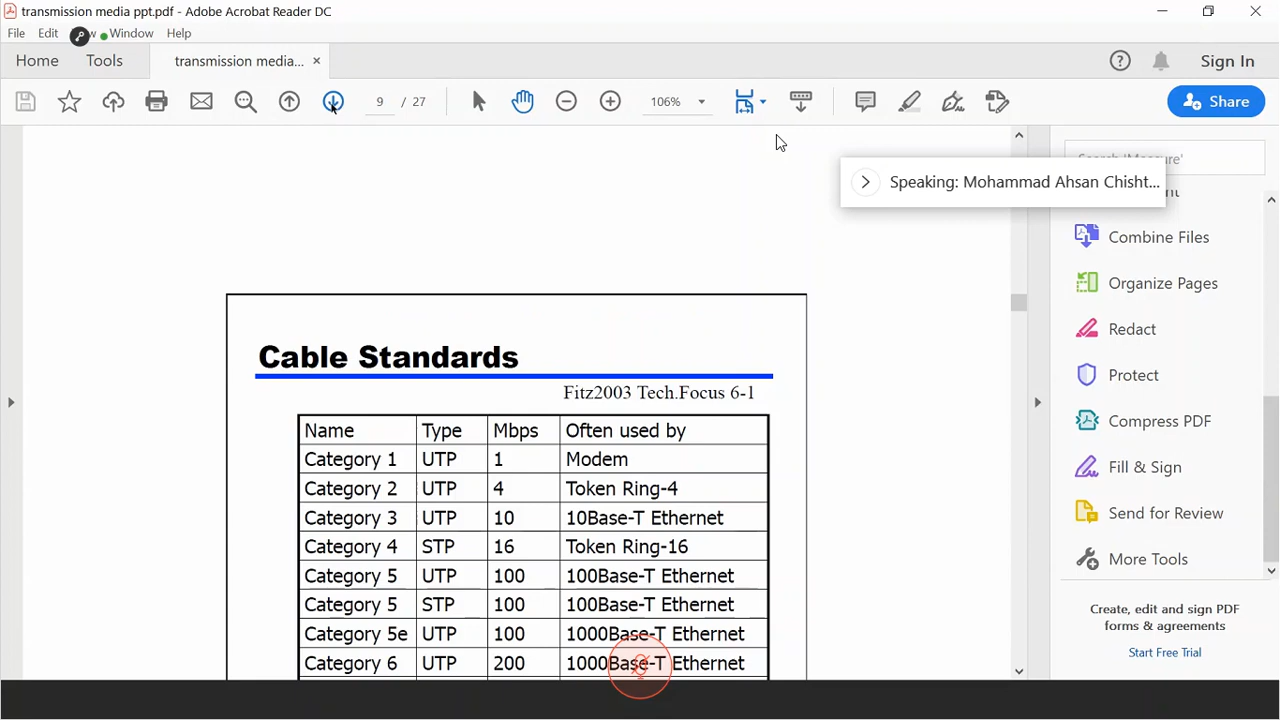 transmission media ppt.pdf - Adobe Acrobat Reader DC
File Edit Window Help
Home Tools transmission media... ×
Sign In
9 / 27 106% Share
Search 'Measure'
Speaking: Mohammad Ahsan Chisht...
Combine Files
Organize Pages
Redact
Protect
Compress PDF
Fill & Sign
Send for Review
More Tools
Create, edit and sign PDF
forms & agreements
Start Free Trial
Cable Standards
Fitz2003 Tech.Focus 6-1
Name Type Mbps Often used by
Category 1 UTP 1 Modem
Category 2 UTP 4 Token Ring-4
Category 3 UTP 10 10Base-T Ethernet
Category 4 STP 16 Token Ring-16
Category 5 UTP 100 100Base-T Ethernet
Category 5 STP 100 100Base-T Ethernet
Category 5e UTP 100 1000Base-T Ethernet
Category 6 UTP 200 1000Base-T Ethernet